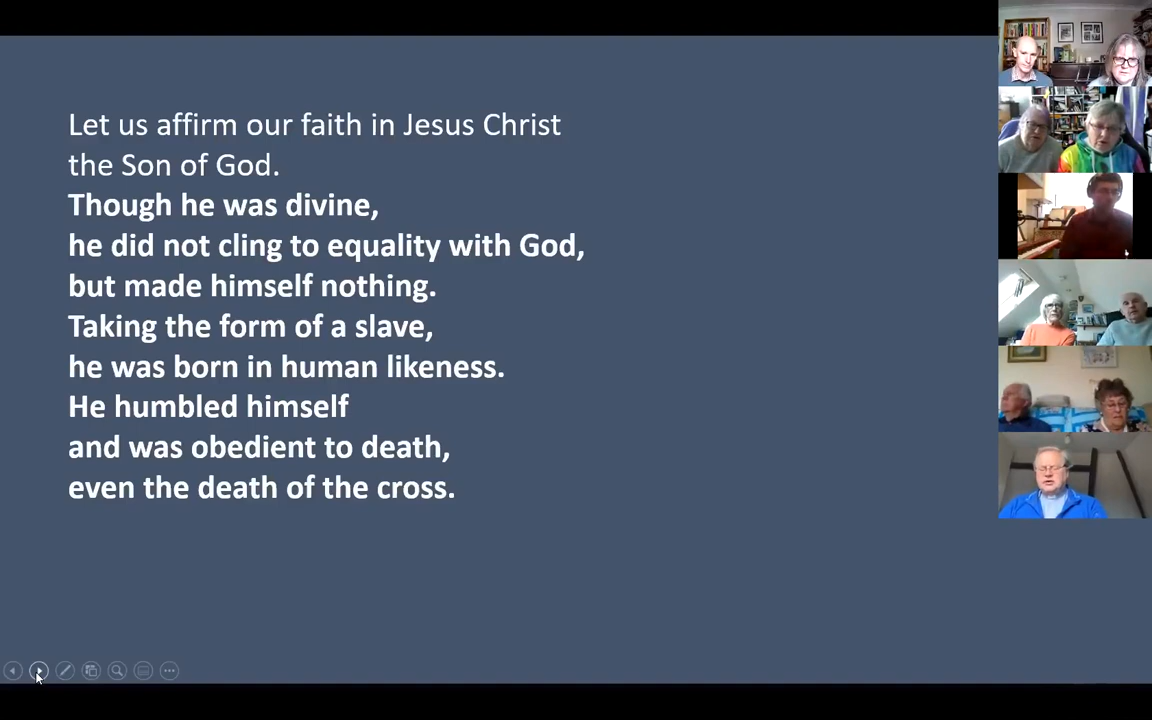 Let us affirm our faith in Jesus Christ
the Son of God.
Though he was divine,
he did not cling to equality with God,
but made himself nothing.
Taking the form of a slave,
he was born in human likeness.
He humbled himself
and was obedient to death,
even the death of the cross.